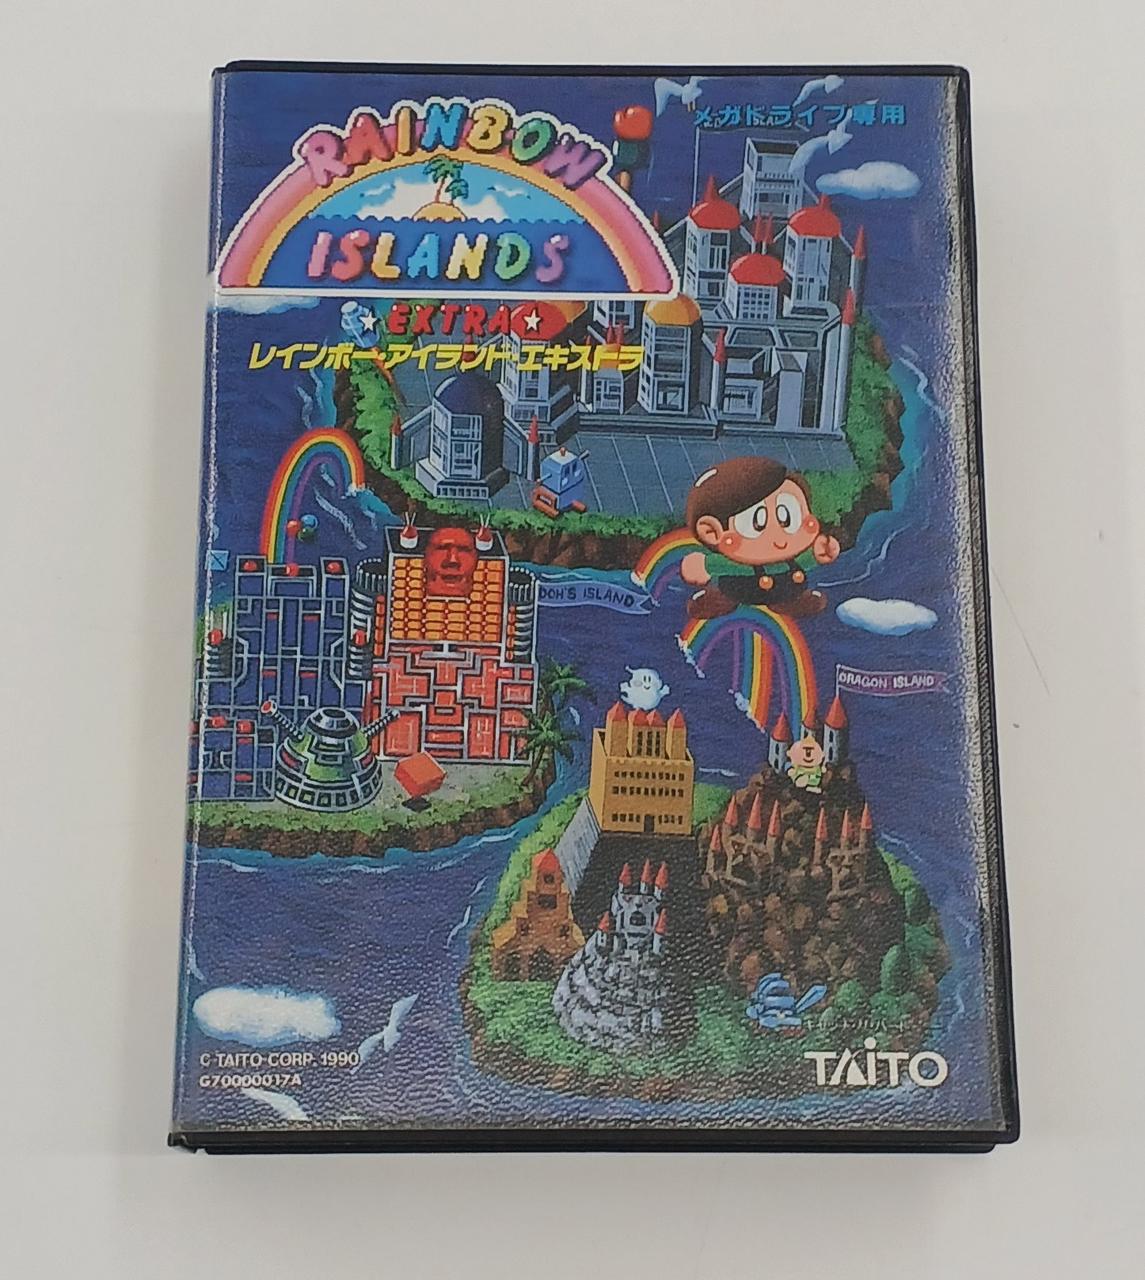 メガドライブ専用
RAINBOW
ISLANDS
★EXTRA★
レインボー・アイランド・エキストラ
DOH'S ISLAND
DRAGON ISLAND
TAITO
C TAITO CORP. 1990
G70000017A